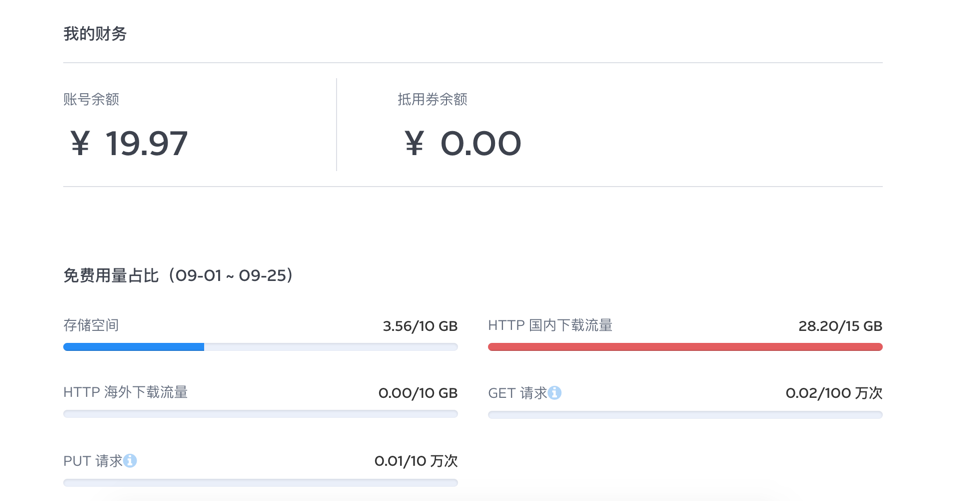 我的财务
账号余额
¥ 19.97
抵用券余额
¥ 0.00
免费用量占比（09-01 ~ 09-25）
存储空间
3.56/10 GB
HTTP 国内下载流量
28.20/15 GB
HTTP 海外下载流量
0.00/10 GB
GET 请求
0.02/100 万次
PUT 请求
0.01/10 万次